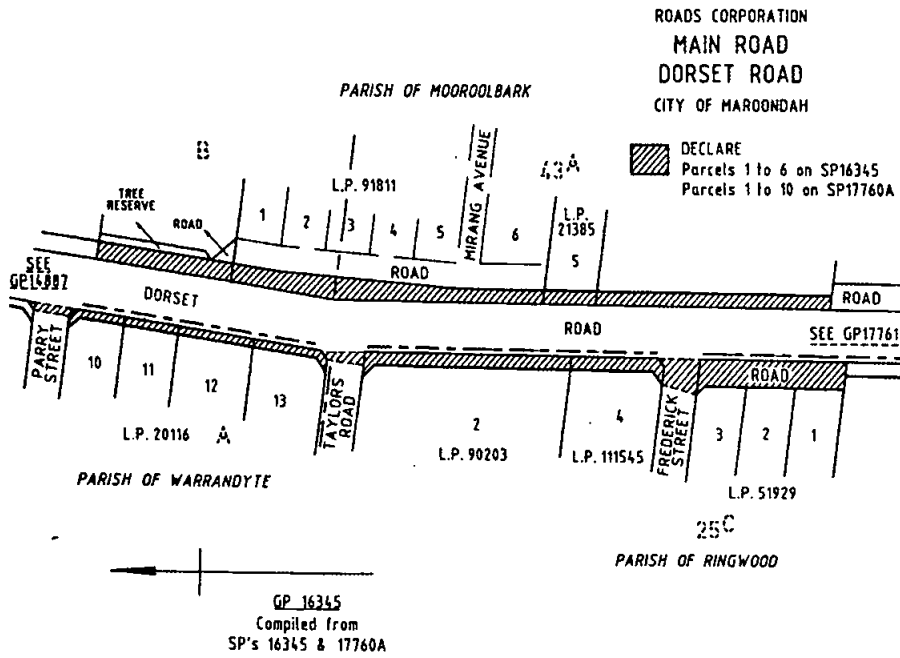 ROADS CORPORATION
MAIN ROAD
DORSET ROAD
CITY OF MAROONDAH
PARISH OF MOOROOLBARK
DECLARE
Parcels 1 to 6 on SP16345
Parcels 1 to 10 on SP17760A
B
43A
MIRANG AVENUE
L.P. 91811
L.P.
21385
TREE
RESERVE
ROAD
1
2
3
4
5
6
5
ROAD
SEE
GP14887
DORSET
ROAD
ROAD
SEE GP17761
PARRY
STREET
10
11
12
13
TAYLORS
ROAD
2
4
FREDERICK
STREET
ROAD
3
2
1
L.P. 20116
A
L.P. 90203
L.P. 111545
L.P. 51929
PARISH OF WARRANDYTE
25C
PARISH OF RINGWOOD
GP 16345
Compiled from
SP's 16345 & 17760A